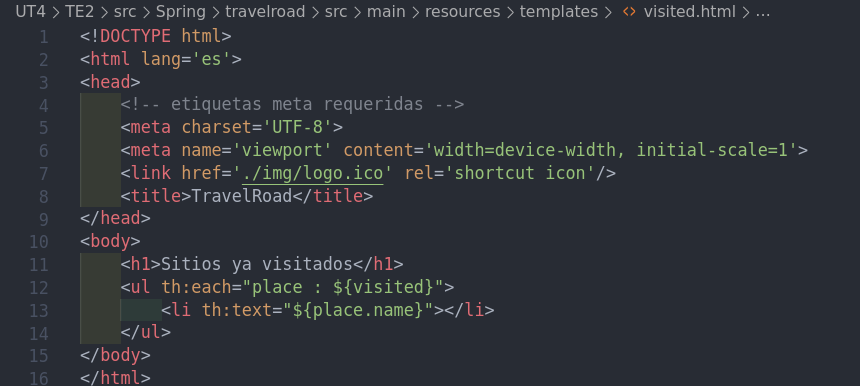 UT4 > TE2 > src > Spring > travelroad > src > main > resources > templates > <> visited.html > ...
1 <!DOCTYPE html>
2 <html lang='es'>
3 <head>
4 <!-- etiquetas meta requeridas -->
5 <meta charset='UTF-8'>
6 <meta name='viewport' content='width=device-width, initial-scale=1'>
7 <link href='./img/logo.ico' rel='shortcut icon'/>
8 <title>TravelRoad</title>
9 </head>
10 <body>
11 <h1>Sitios ya visitados</h1>
12 <ul th:each="place : ${visited}">
13 <li th:text="${place.name}"></li>
14 </ul>
15 </body>
16 </html>